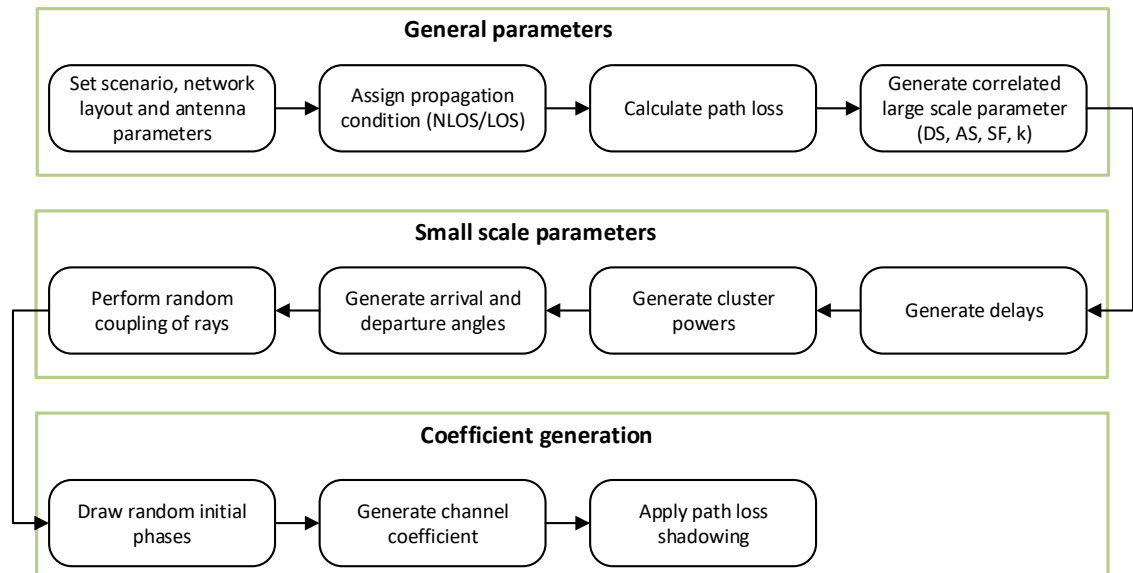 General parameters
Set scenario, network
layout and antenna
parameters
Assign propagation
condition (NLOS/LOS)
Calculate path loss
Generate correlated
large scale parameter
(DS, AS, SF, k)
Small scale parameters
Perform random
coupling of rays
Generate arrival and
departure angles
Generate cluster
powers
Generate delays
Coefficient generation
Draw random initial
phases
Generate channel
coefficient
Apply path loss
shadowing